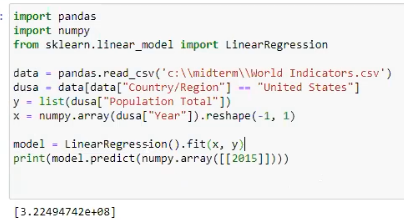 import pandas
import numpy
from sklearn.linear_model import LinearRegression
data = pandas.read_csv('c:\\midterm\\World Indicators.csv')
dusa = data[data["Country/Region"] == "United States"]
y = list(dusa["Population Total"])
x = numpy.array(dusa["Year"]).reshape(-1, 1)
model = LinearRegression().fit(x, y)
print(model.predict(numpy.array([[2015]])))
[3.22494742e+08]